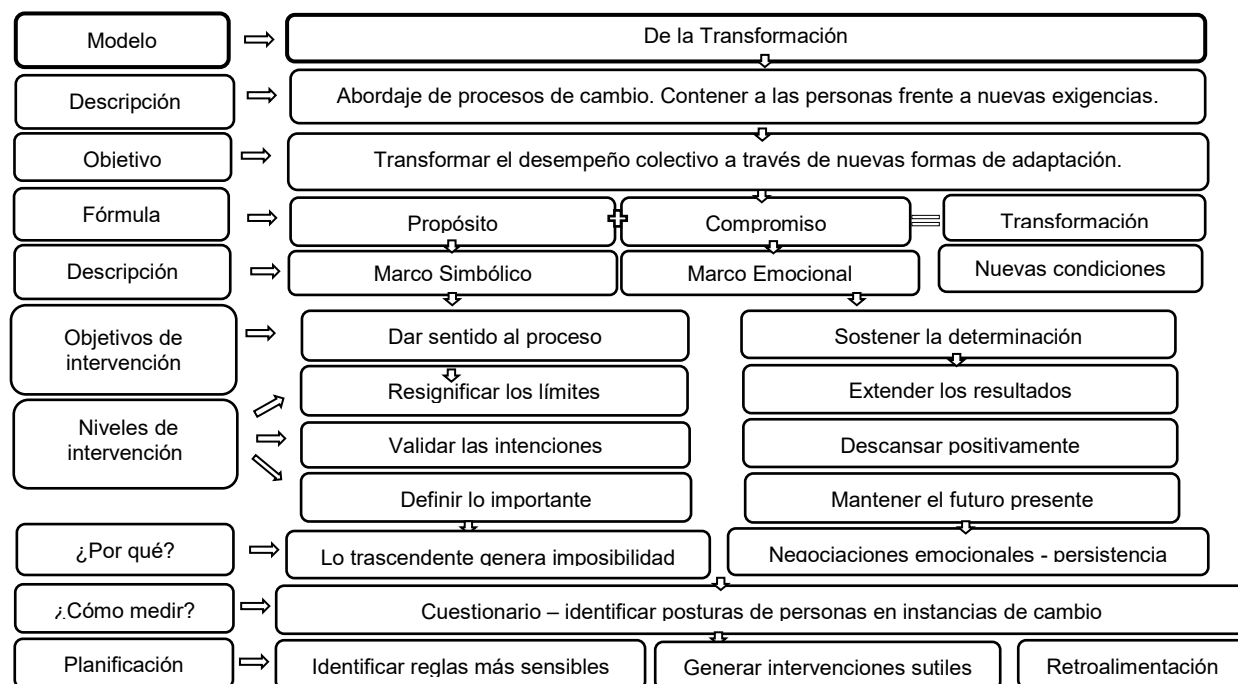 Modelo
De la Transformación
Descripción
Abordaje de procesos de cambio. Contener a las personas frente a nuevas exigencias.
Objetivo
Transformar el desempeño colectivo a través de nuevas formas de adaptación.
Fórmula
Propósito
Compromiso
Transformación
Descripción
Marco Simbólico
Marco Emocional
Nuevas condiciones
Objetivos de
intervención
Dar sentido al proceso
Sostener la determinación
Resignificar los límites
Extender los resultados
Niveles de
intervención
Validar las intenciones
Descansar positivamente
Definir lo importante
Mantener el futuro presente
¿Por qué?
Lo trascendente genera imposibilidad
Negociaciones emocionales - persistencia
¿Cómo medir?
Cuestionario – identificar posturas de personas en instancias de cambio
Planificación
Identificar reglas más sensibles
Generar intervenciones sutiles
Retroalimentación